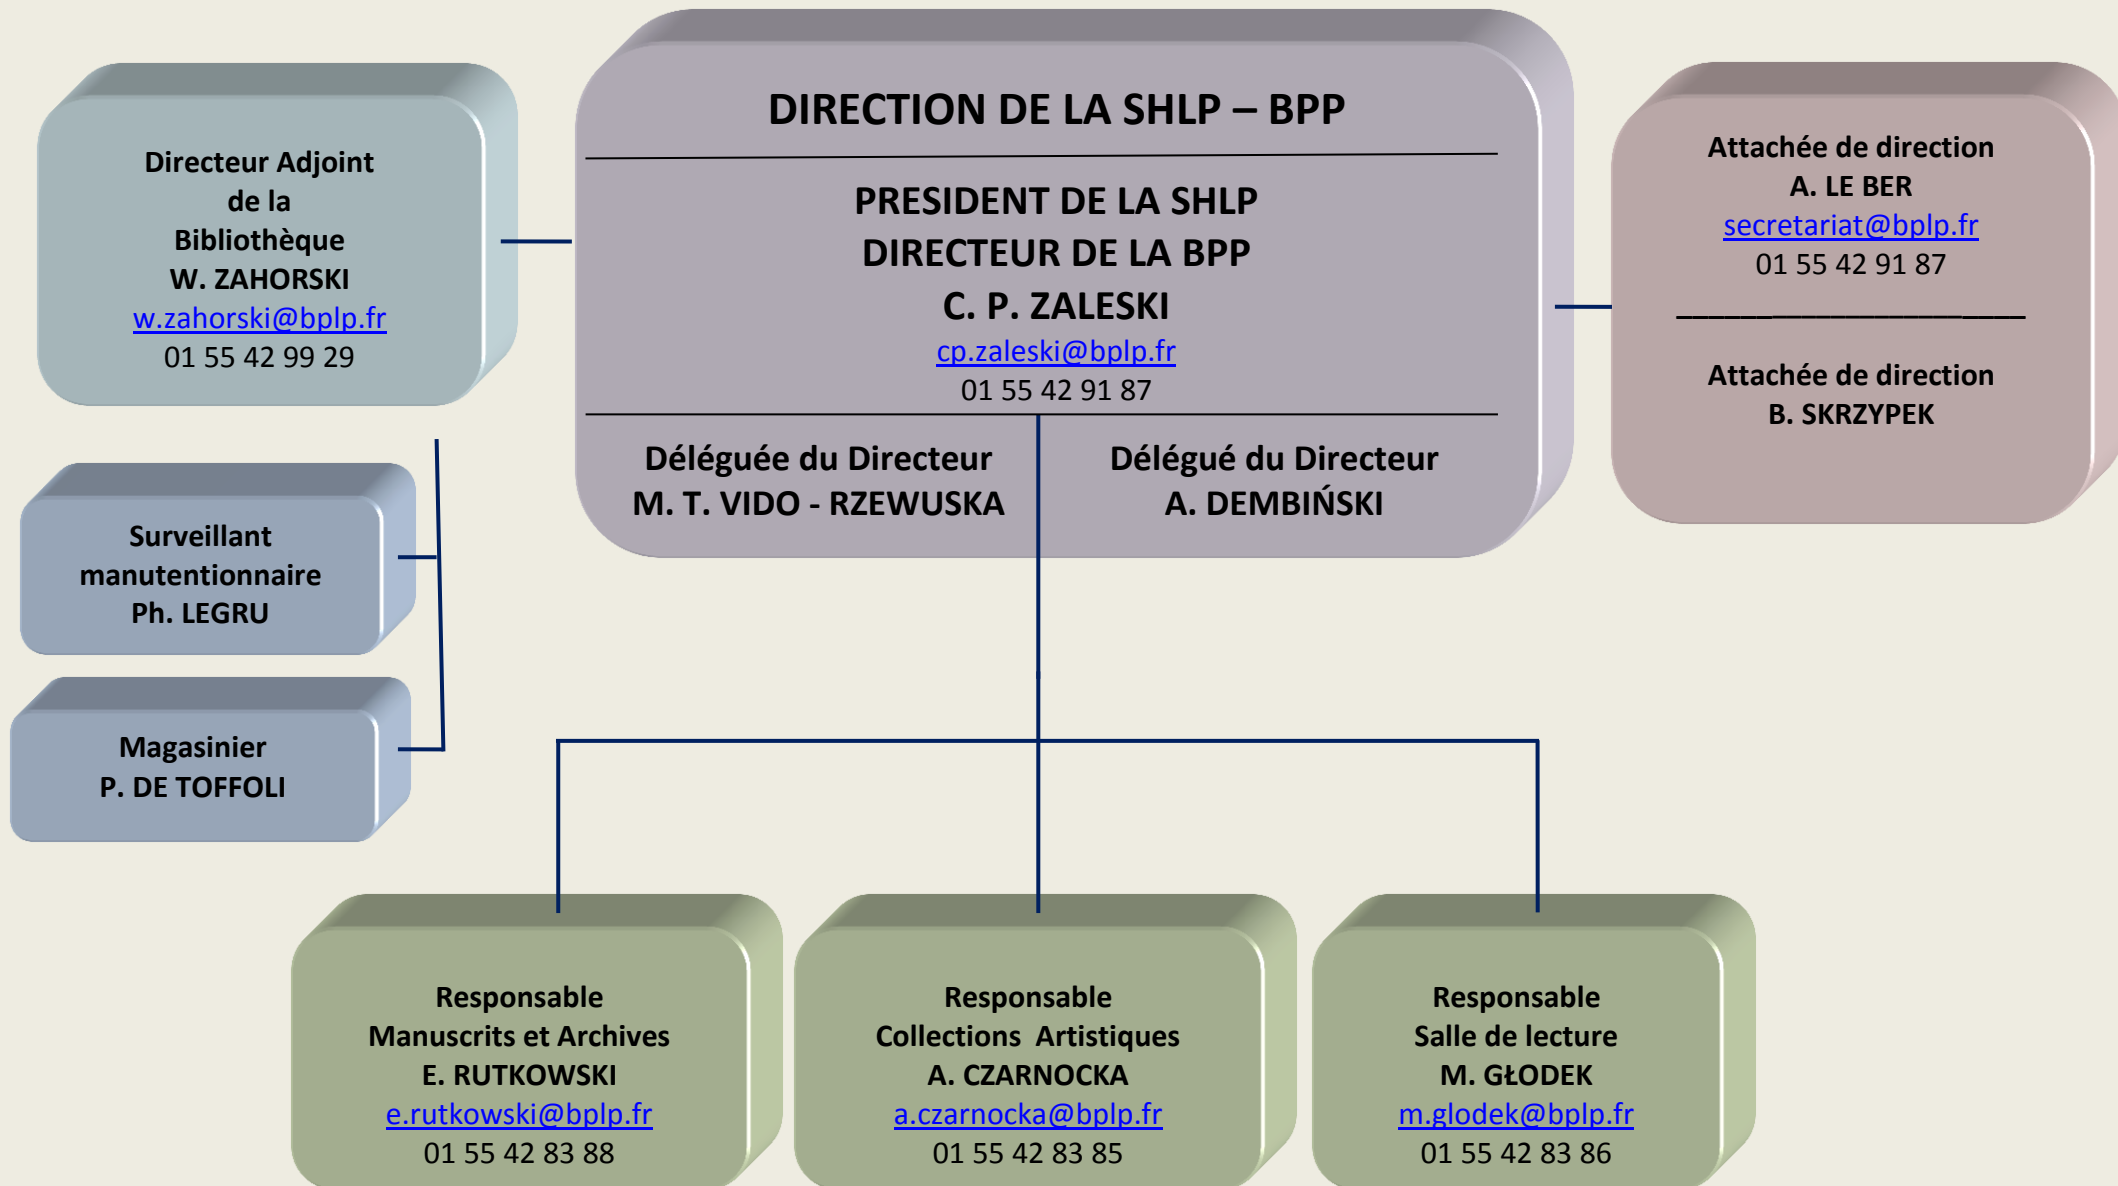 DIRECTION DE LA SHLP – BPP
PRESIDENT DE LA SHLP
DIRECTEUR DE LA BPP
C. P. ZALESKI
cp.zaleski@bplp.fr
01 55 42 91 87
Déléguée du Directeur
M. T. VIDO - RZEWUSKA
Délégué du Directeur
A. DEMBIŃSKI
Directeur Adjoint
de la
Bibliothèque
W. ZAHORSKI
w.zahorski@bplp.fr
01 55 42 99 29
Attachée de direction
A. LE BER
secretariat@bplp.fr
01 55 42 91 87
Attachée de direction
B. SKRZYPEK
Surveillant
manutentionnaire
Ph. LEGRU
Magasinier
P. DE TOFFOLI
Responsable
Manuscrits et Archives
E. RUTKOWSKI
e.rutkowski@bplp.fr
01 55 42 83 88
Responsable
Collections Artistiques
A. CZARNOCKA
a.czarnocka@bplp.fr
01 55 42 83 85
Responsable
Salle de lecture
M. GŁODEK
m.glodek@bplp.fr
01 55 42 83 86